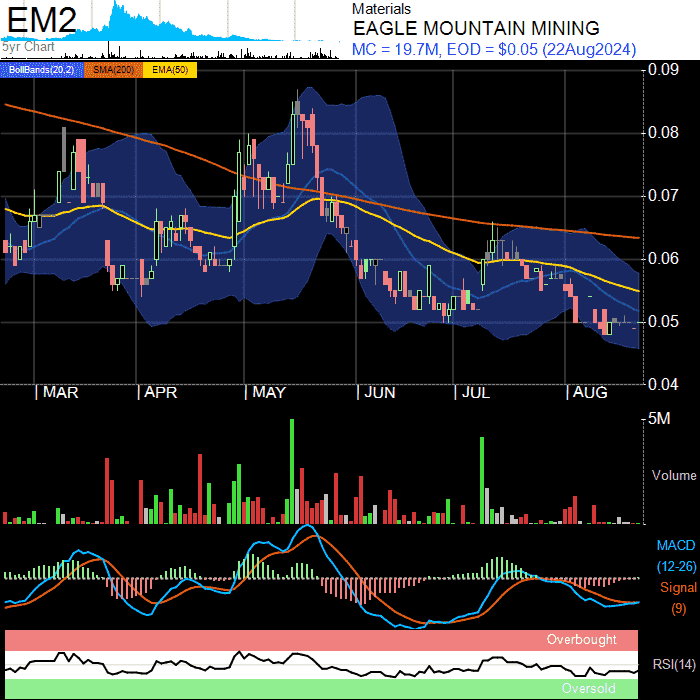 EM2
5yr Chart
Materials
EAGLE MOUNTAIN MINING
MC = 19.7M, EOD = $0.05 (22Aug2024)
BollBands(20,2) SMA(200) EMA(50)
0.09
0.08
0.07
0.06
0.05
0.04
MAR APR MAY JUN JUL AUG
5M
Volume
MACD
(12-26)
Signal
(9)
Overbought
RSI(14)
Oversold